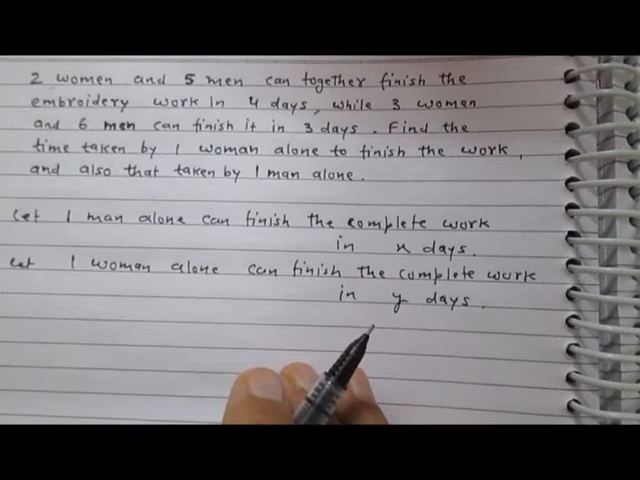 2 women and 5 men can together finish the
embroidery work in 4 days, while 3 women
and 6 men can finish it in 3 days. Find the
time taken by 1 woman alone to finish the work,
and also that taken by 1 man alone.
Let 1 man alone can finish the complete work
in x days.
Let 1 woman alone can finish the complete work
in y days.